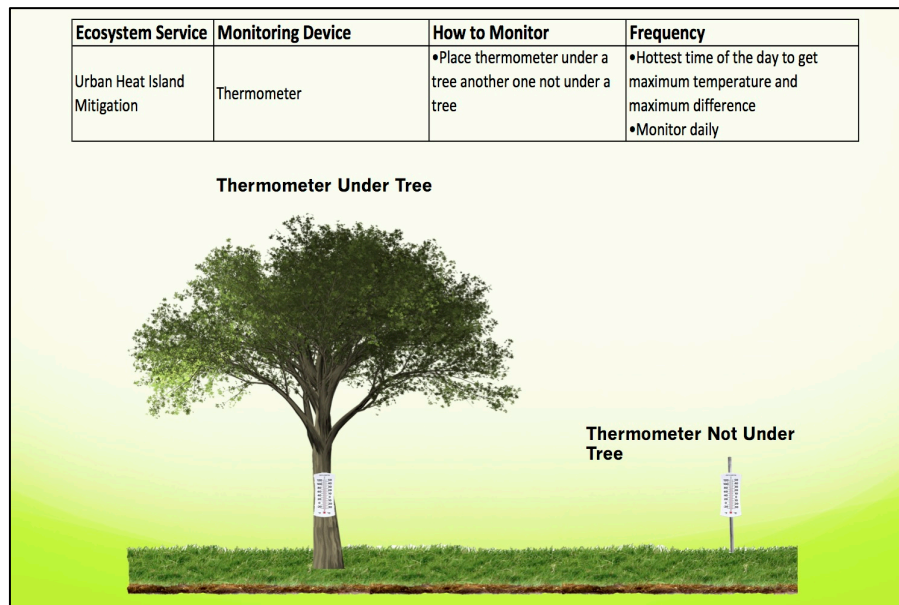 Ecosystem Service Monitoring Device How to Monitor Frequency
Urban Heat Island
Mitigation
Thermometer
•Place thermometer under a
tree another one not under a
tree
•Hottest time of the day to get
maximum temperature and
maximum difference
•Monitor daily
Thermometer Under Tree
Thermometer Not Under
Tree